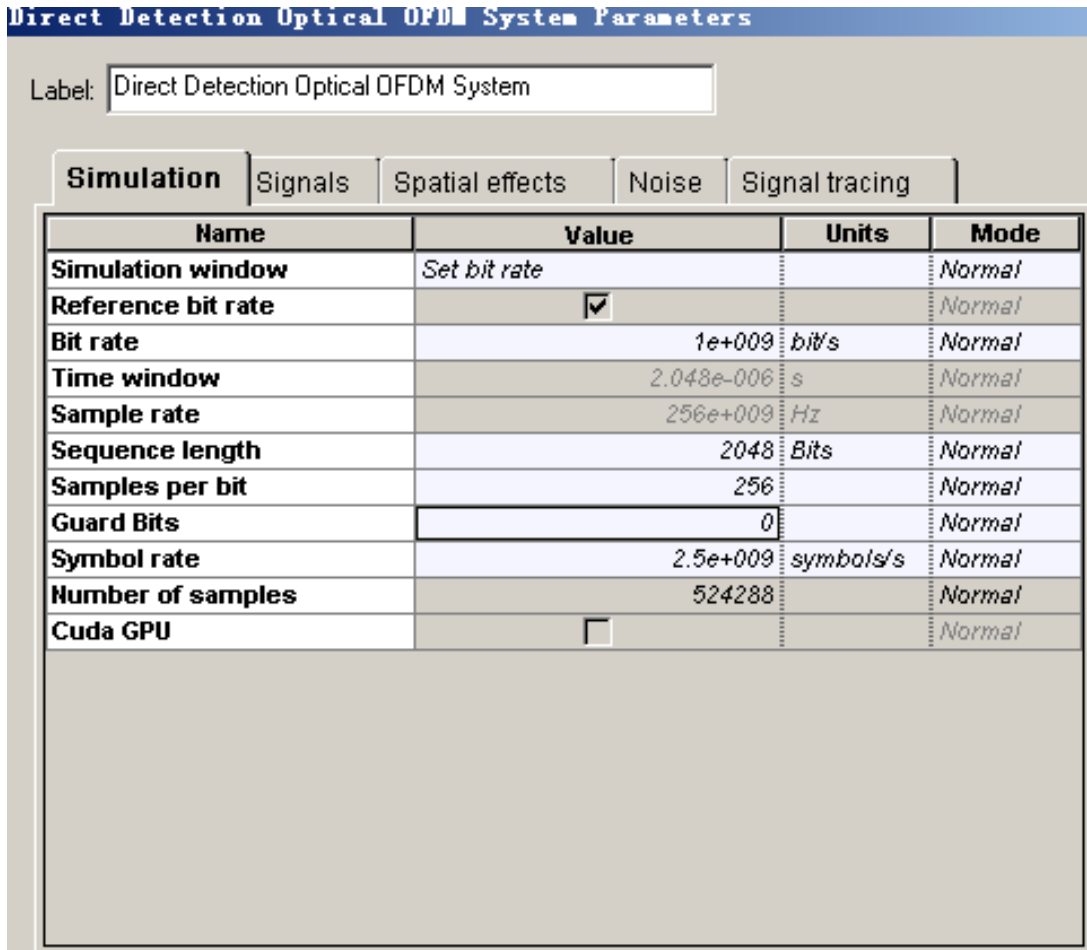 Direct Detection Optical OFDM System Parameters
Label: Direct Detection Optical OFDM System
Simulation Signals Spatial effects Noise Signal tracing
Name Value Units Mode
Simulation window Set bit rate Normal
Reference bit rate Normal
Bit rate 1e+009 bit/s Normal
Time window 2.048e-006 s Normal
Sample rate 256e+009 Hz Normal
Sequence length 2048 Bits Normal
Samples per bit 256 Normal
Guard Bits 0 Normal
Symbol rate 2.5e+009 symbols/s Normal
Number of samples 524288 Normal
Cuda GPU Normal